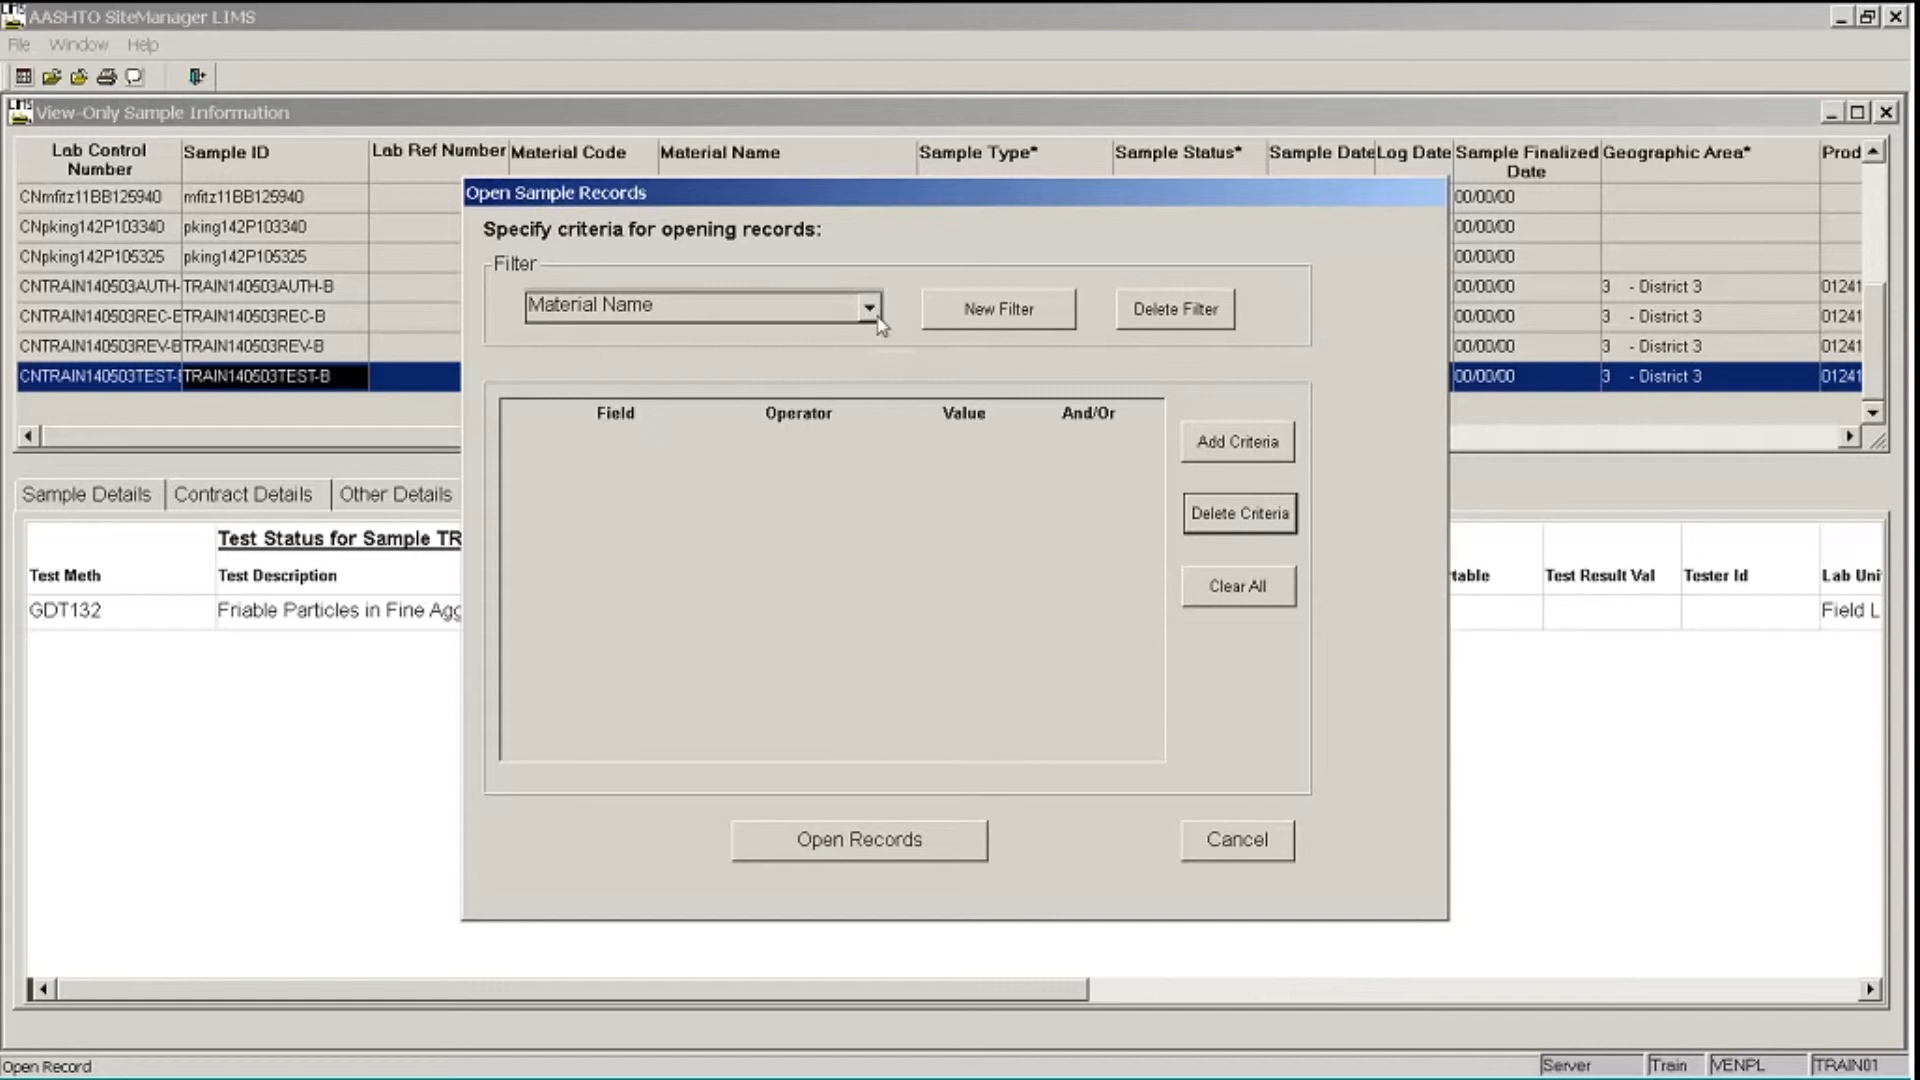 AASHTO SiteManager LIMS
File Window Help
View-Only Sample Information
Lab Control Number Sample ID Lab Ref Number Material Code Material Name Sample Type* Sample Status* Sample Date Log Date Sample Finalized Date Geographic Area* Prod
CNmfitz11BB125940 mfitz11BB125940 00/00/00
CNpking142P103340 pking142P103340 00/00/00
CNpking142P105325 pking142P105325 00/00/00
CNTRAIN140503AUTH- TRAIN140503AUTH-B 00/00/00 3 - District 3 01241
CNTRAIN140503REC-E TRAIN140503REC-B 00/00/00 3 - District 3 01241
CNTRAIN140503REV-B TRAIN140503REV-B 00/00/00 3 - District 3 01241
CNTRAIN140503TEST- TRAIN140503TEST-B 00/00/00 3 - District 3 01241
Open Sample Records
Specify criteria for opening records:
Filter
Material Name New Filter Delete Filter
Field Operator Value And/Or
Add Criteria
Delete Criteria
Clear All
Open Records Cancel
Sample Details Contract Details Other Details
Test Status for Sample TR
Test Meth Test Description table Test Result Val Tester Id Lab Uni
GDT132 Friable Particles in Fine Agg Field L
Open Record Server Train VENPL TRAIN01